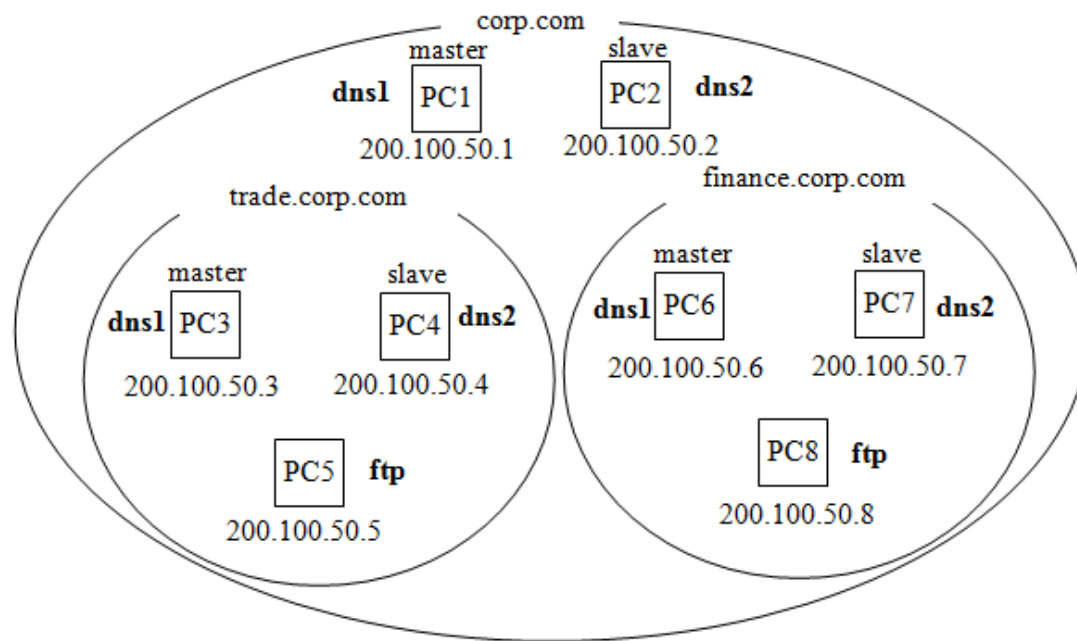 corp.com
master
slave
dns1 PC1
PC2 dns2
200.100.50.1
200.100.50.2
trade.corp.com
finance.corp.com
master
slave
master
slave
dns1 PC3
PC4 dns2
dns1 PC6
PC7 dns2
200.100.50.3
200.100.50.4
200.100.50.6
200.100.50.7
PC5 ftp
PC8 ftp
200.100.50.5
200.100.50.8